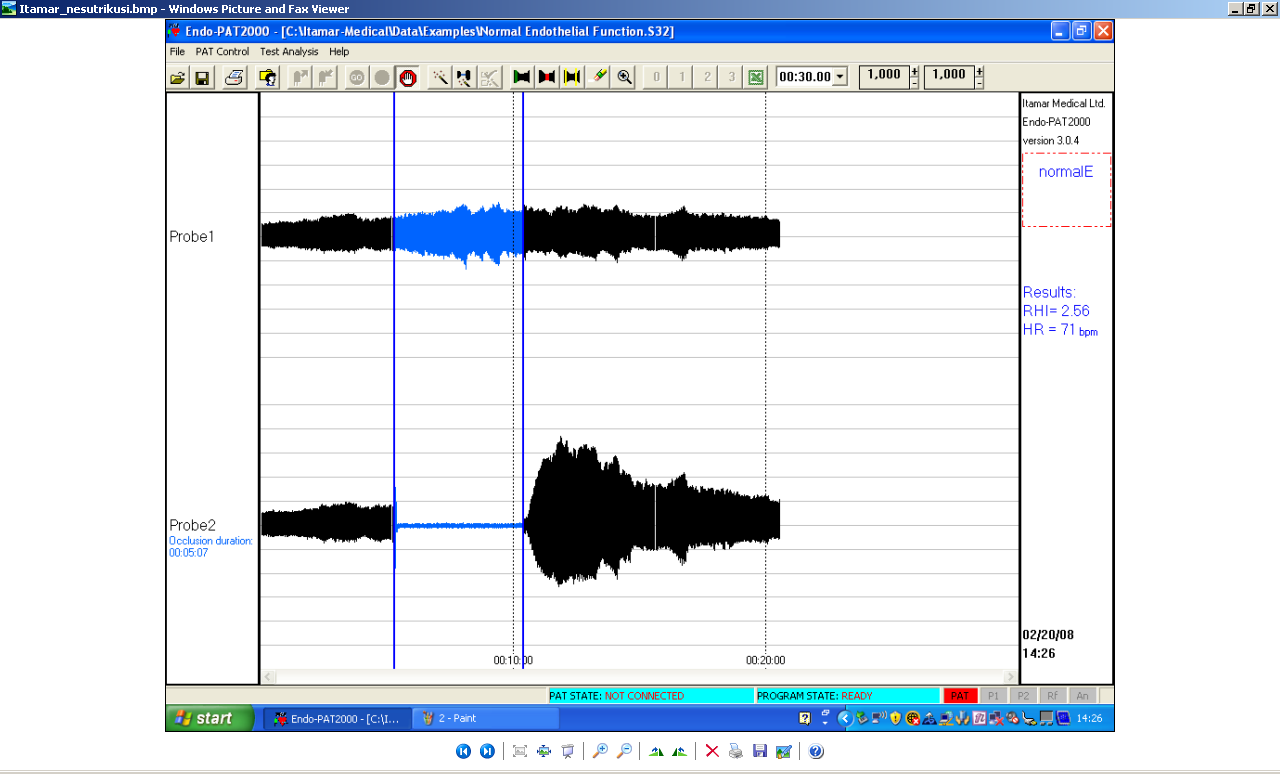 Itamar_nesutrikusi.bmp - Windows Picture and Fax Viewer
Endo-PAT2000 - [C:\Itamar-Medical\Data\Examples\Normal Endothelial Function.S32]
File PAT Control Test Analysis Help
GO 0 1 2 3 00:30.00 1,000 1,000
Itamar Medical Ltd.
Endo-PAT2000
version 3.0.4
normalE
Probe1
Results:
RHI= 2.56
HR = 71 bpm
Probe2
Occlusion duration:
00:05:07
02/20/08
14:26
00:10:00 00:20:00
PAT STATE: NOT CONNECTED PROGRAM STATE: READY PAT P1 P2 Rf An
start Endo-PAT2000 - [C:\I... 2 - Paint 14:26